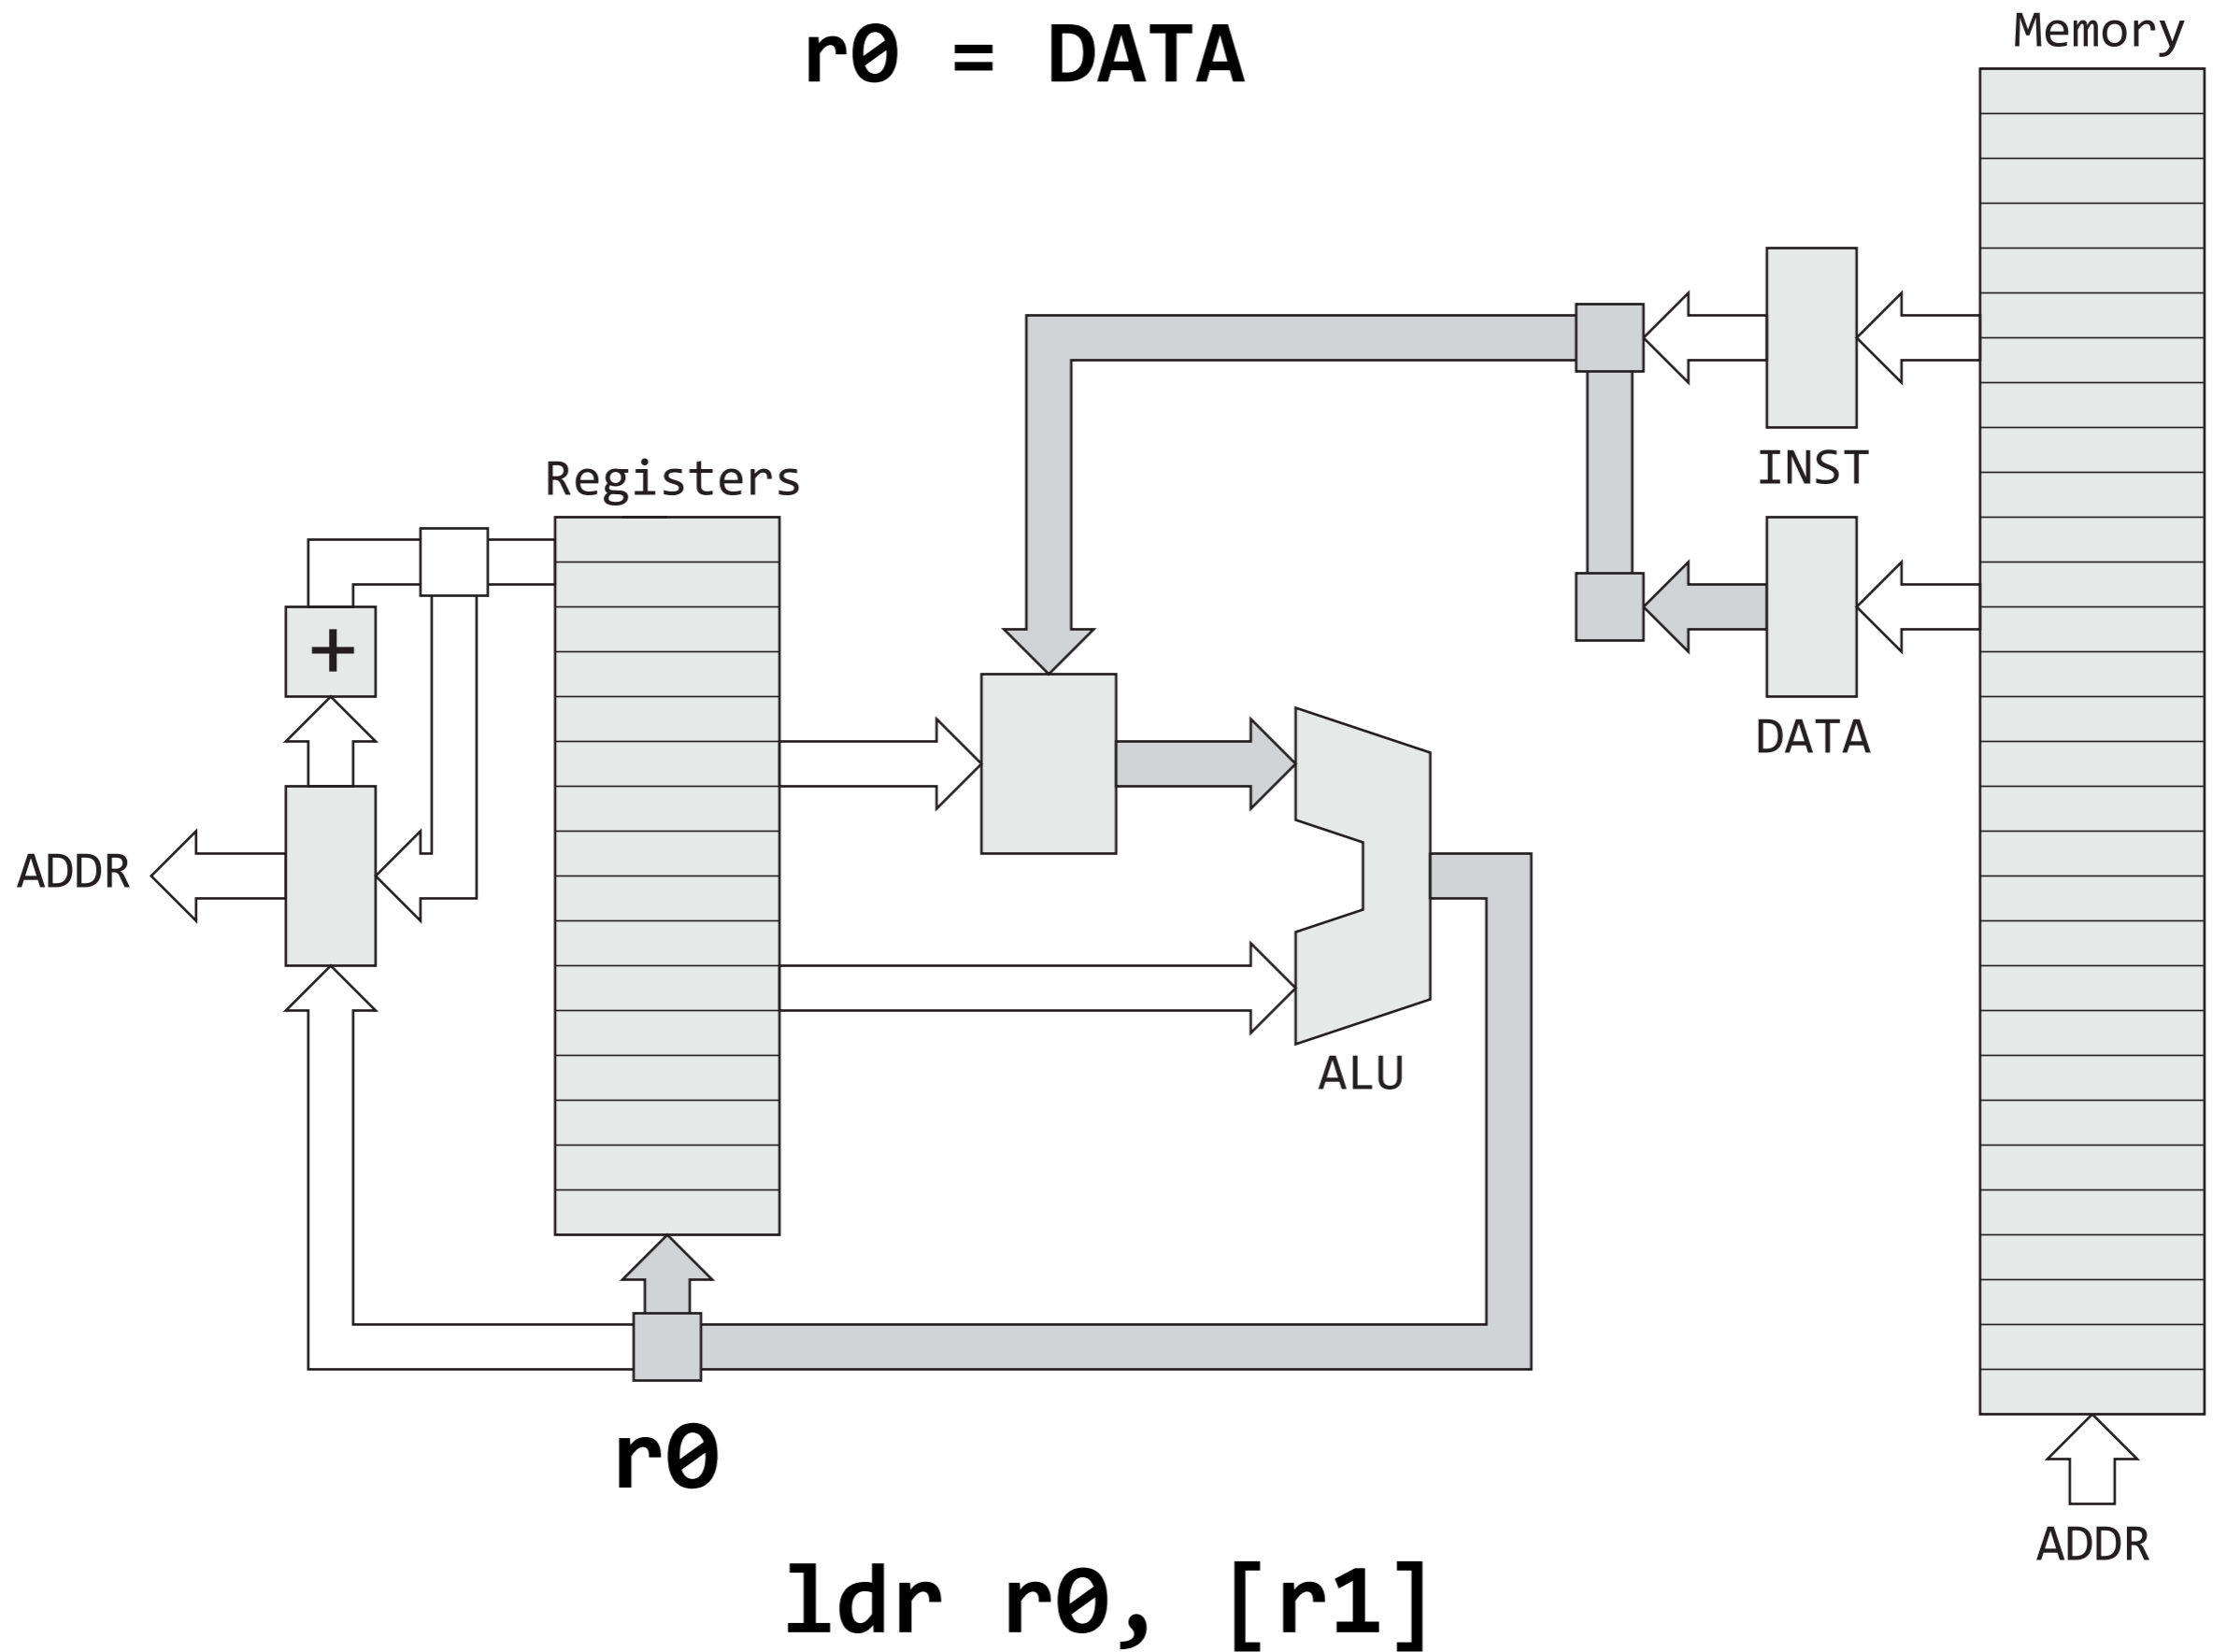 r0 = DATA
Memory
INST
Registers
+
DATA
ADDR
ALU
r0
ADDR
ldr r0, [r1]